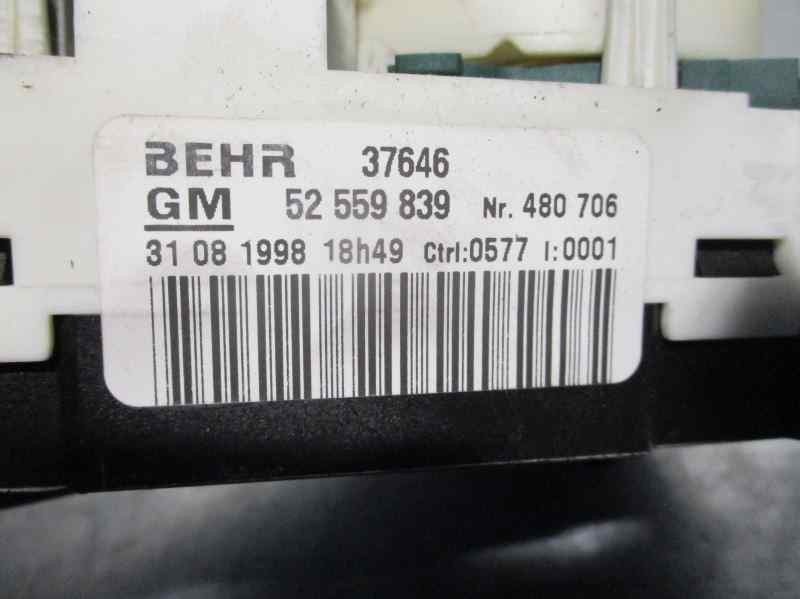 BEHR 37646
GM 52 559 839 Nr. 480 706
31 08 1998 18h49 Ctrl:0577 I:0001